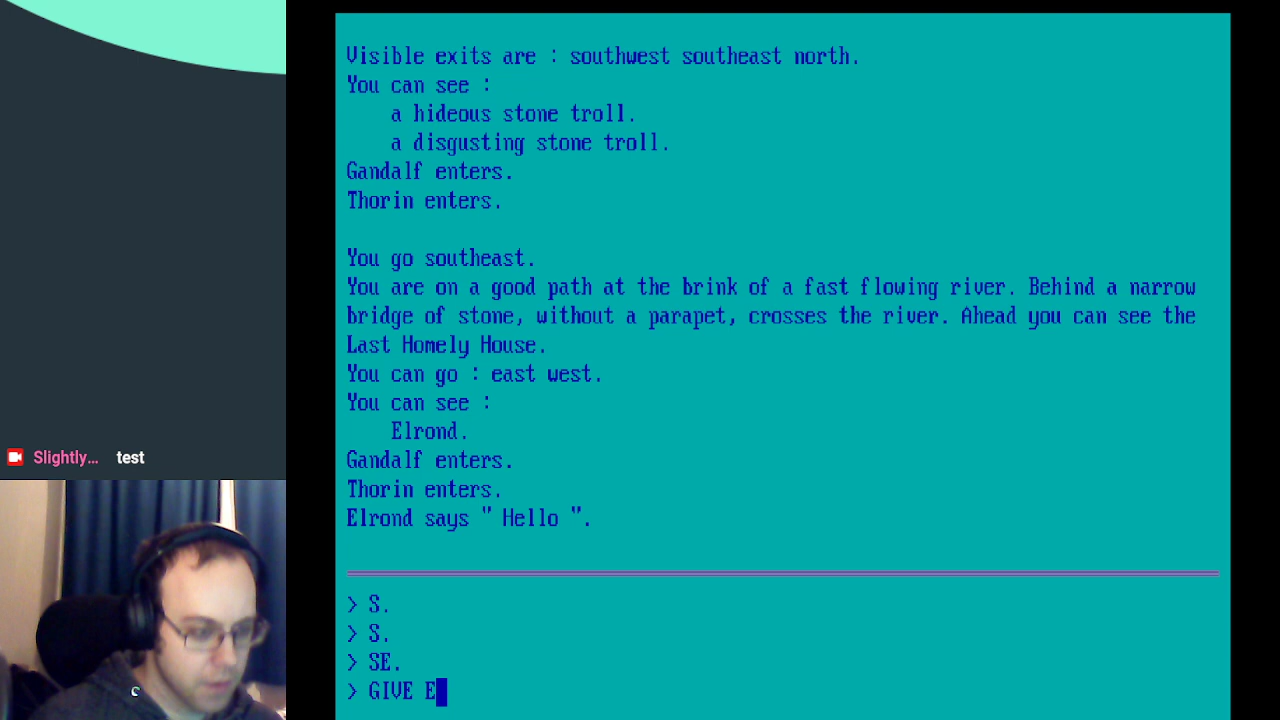 Visible exits are : southwest southeast north.
You can see :
a hideous stone troll.
a disgusting stone troll.
Gandalf enters.
Thorin enters.
You go southeast.
You are on a good path at the brink of a fast flowing river. Behind a narrow
bridge of stone, without a parapet, crosses the river. Ahead you can see the
Last Homely House.
You can go : east west.
You can see :
Elrond.
Gandalf enters.
Thorin enters.
Elrond says " Hello ".
Slightly… test
> S.
> S.
> SE.
> GIVE E